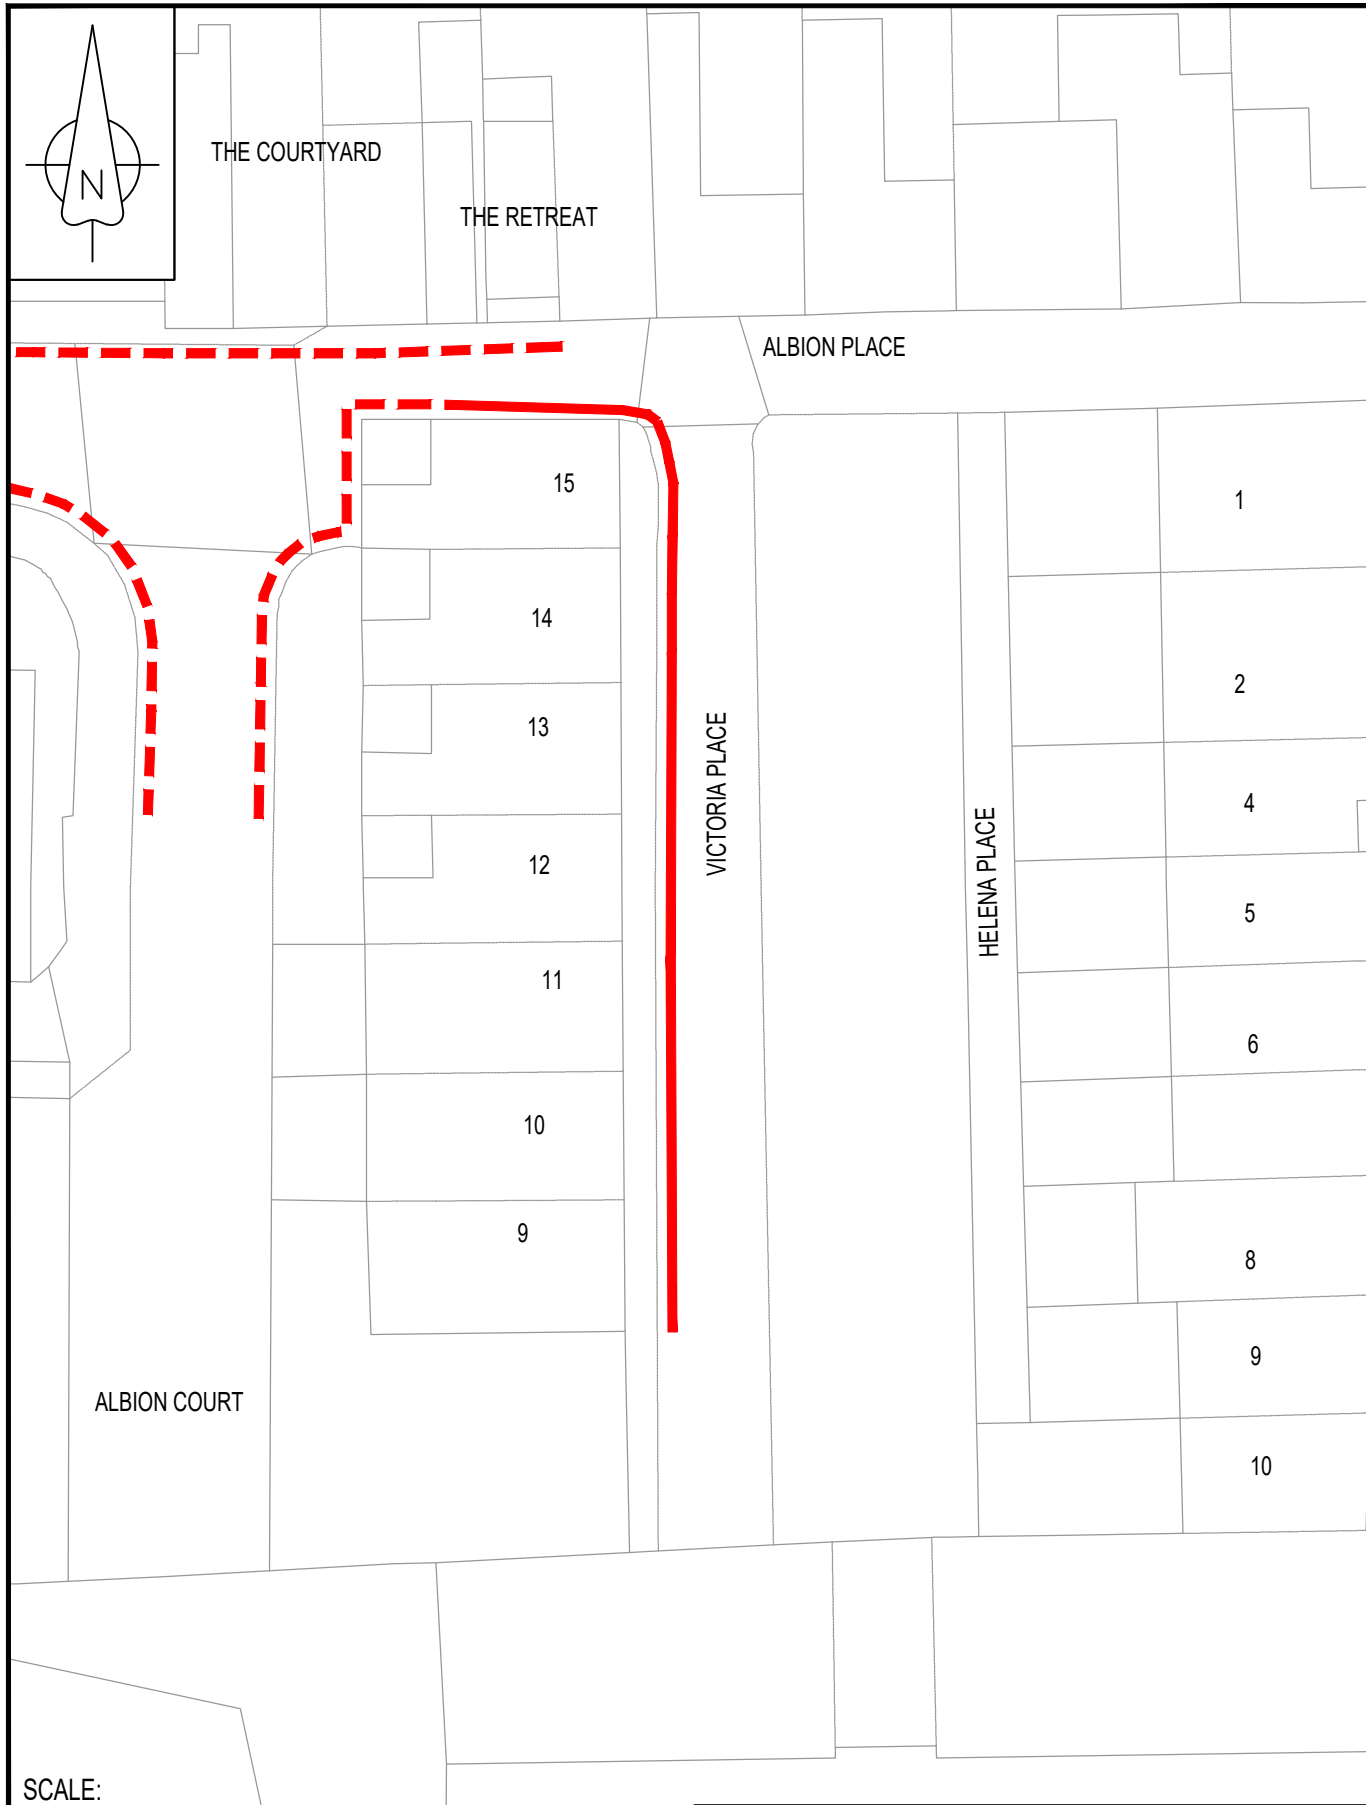 THE COURTYARD
N
THE RETREAT
ALBION PLACE
15
1
14
2
13
VICTORIA PLACE
4
HELENA PLACE
12
5
11
6
10
9
8
9
ALBION COURT
10
SCALE: